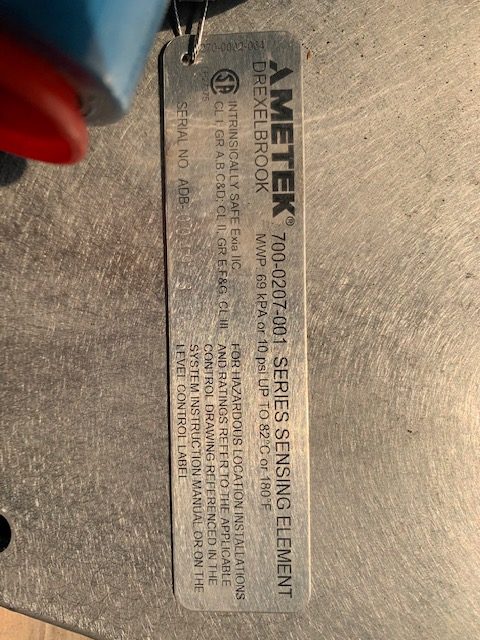 AMETEK®
DREXELBROOK
700-0207-001 SERIES SENSING ELEMENT
MWP 69 kPA or 10 psi UP TO 82°C or 180°F
INTRINSICALLY SAFE Exia IIC
CL I, GR A,B,C&D; CL II, GR E,F&G, CL III
SERIAL NO. ADB-
FOR HAZARDOUS LOCATION INSTALLATIONS
AND RATINGS REFER TO THE APPLICABLE
CONTROL DRAWING REFERENCED IN THE
SYSTEM INSTRUCTION MANUAL OR ON THE
LEVEL CONTROL LABEL